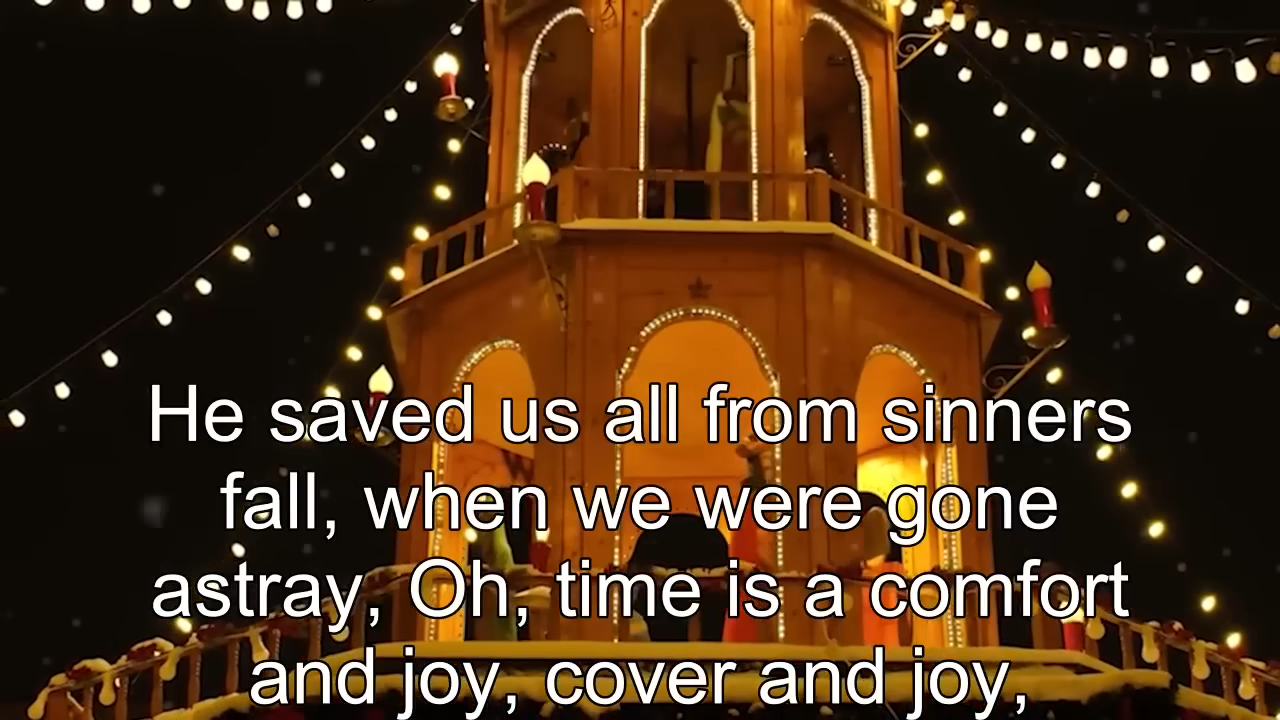 He saved us all from sinners
fall, when we were gone
astray, Oh, time is a comfort
and joy, cover and joy,